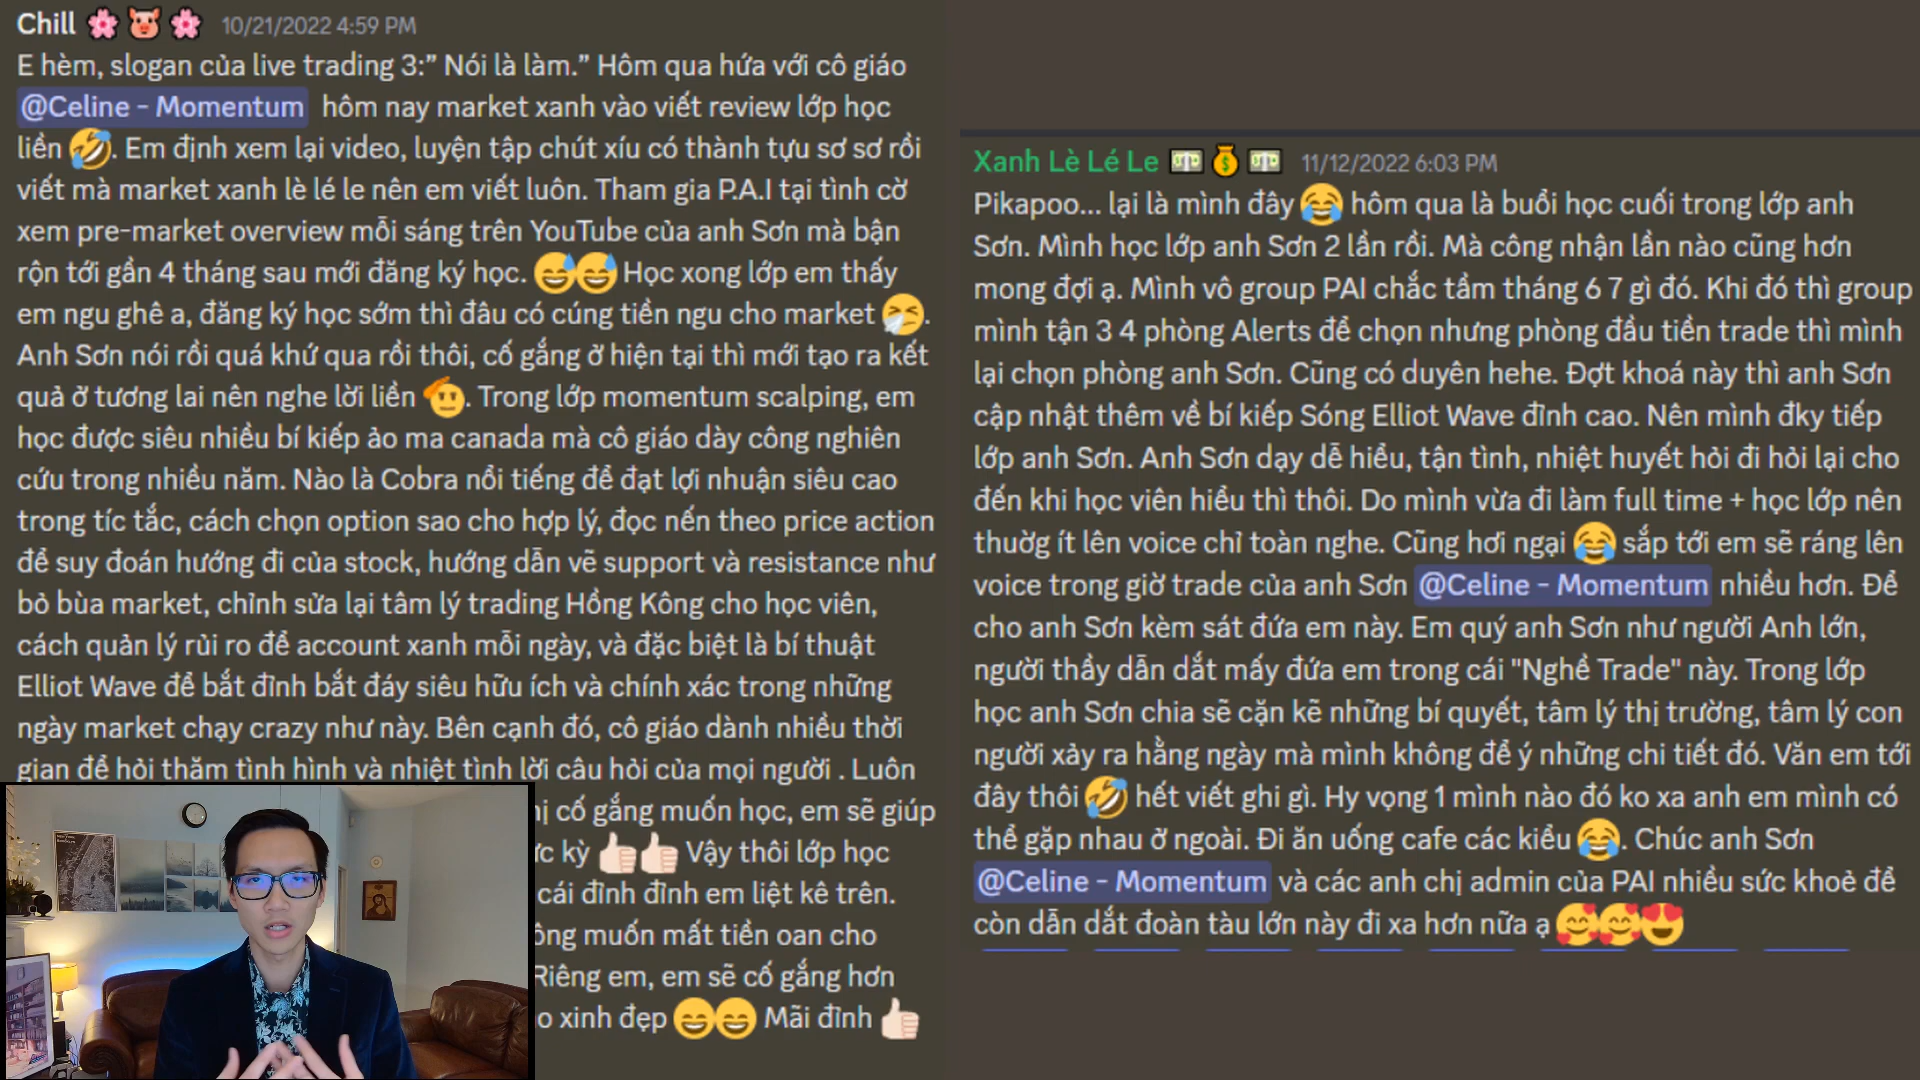 Chill 🌸🐷🌸 10/21/2022 4:59 PM
E hèm, slogan của live trading 3:” Nói là làm.” Hôm qua hứa với cô giáo
@Celine - Momentum hôm nay market xanh vào viết review lớp học
liền 🤣. Em định xem lại video, luyện tập chút xíu có thành tựu sơ sơ rồi
viết mà market xanh lè lé le nên em viết luôn. Tham gia P.A.I tại tình cờ
xem pre-market overview mỗi sáng trên YouTube của anh Sơn mà bận
rộn tới gần 4 tháng sau mới đăng ký học. 😅😅 Học xong lớp em thấy
em ngu ghê a, đăng ký học sớm thì đâu có cúng tiền ngu cho market 🤧.
Anh Sơn nói rồi quá khứ qua rồi thôi, cố gắng ở hiện tại thì mới tạo ra kết
quả ở tương lai nên nghe lời liền 🫡. Trong lớp momentum scalping, em
học được siêu nhiều bí kiếp ảo ma canada mà cô giáo dày công nghiên
cứu trong nhiều năm. Nào là Cobra nổi tiếng để đạt lợi nhuận siêu cao
trong tíc tắc, cách chọn option sao cho hợp lý, đọc nến theo price action
để suy đoán hướng đi của stock, hướng dẫn vẽ support và resistance như
bỏ bùa market, chỉnh sửa lại tâm lý trading Hồng Kông cho học viên,
cách quản lý rủi ro để account xanh mỗi ngày, và đặc biệt là bí thuật
Elliot Wave để bắt đỉnh bắt đáy siêu hữu ích và chính xác trong những
ngày market chạy crazy như này. Bên cạnh đó, cô giáo dành nhiều thời
gian để hỏi thăm tình hình và nhiệt tình lời câu hỏi của mọi người . Luôn
cố gắng muốn học, em sẽ giúp
kỳ 👍🏻👍🏻 Vậy thôi lớp học
cái đỉnh đỉnh em liệt kê trên.
muốn mất tiền oan cho
Riêng em, em sẽ cố gắng hơn
xinh đẹp 😄😄 Mãi đỉnh 👍🏻
Xanh Lè Lé Le 💵💰💵 11/12/2022 6:03 PM
Pikapoo... lại là mình đây 😂 hôm qua là buổi học cuối trong lớp anh
Sơn. Mình học lớp anh Sơn 2 lần rồi. Mà công nhận lần nào cũng hơn
mong đợi ạ. Mình vô group PAI chắc tầm tháng 6 7 gì đó. Khi đó thì group
mình tận 3 4 phòng Alerts để chọn nhưng phòng đầu tiền trade thì mình
lại chọn phòng anh Sơn. Cũng có duyên hehe. Đợt khoá này thì anh Sơn
cập nhật thêm về bí kiếp Sóng Elliot Wave đỉnh cao. Nên mình đky tiếp
lớp anh Sơn. Anh Sơn dạy dễ hiểu, tận tình, nhiệt huyết hỏi đi hỏi lại cho
đến khi học viên hiểu thì thôi. Do mình vừa đi làm full time + học lớp nên
thường ít lên voice chỉ toàn nghe. Cũng hơi ngại 😂 sắp tới em sẽ ráng lên
voice trong giờ trade của anh Sơn @Celine - Momentum nhiều hơn. Để
cho anh Sơn kèm sát đứa em này. Em quý anh Sơn như người Anh lớn,
người thầy dẫn dắt mấy đứa em trong cái "Nghề Trade" này. Trong lớp
học anh Sơn chia sẽ cặn kẽ những bí quyết, tâm lý thị trường, tâm lý con
người xảy ra hằng ngày mà mình không để ý những chi tiết đó. Văn em tới
đây thôi 🤣 hết viết ghi gì. Hy vọng 1 mình nào đó ko xa anh em mình có
thể gặp nhau ở ngoài. Đi ăn uống cafe các kiểu 😂. Chúc anh Sơn
@Celine - Momentum và các anh chị admin của PAI nhiều sức khoẻ để
còn dẫn dắt đoàn tàu lớn này đi xa hơn nữa ạ 🥰🥰😍